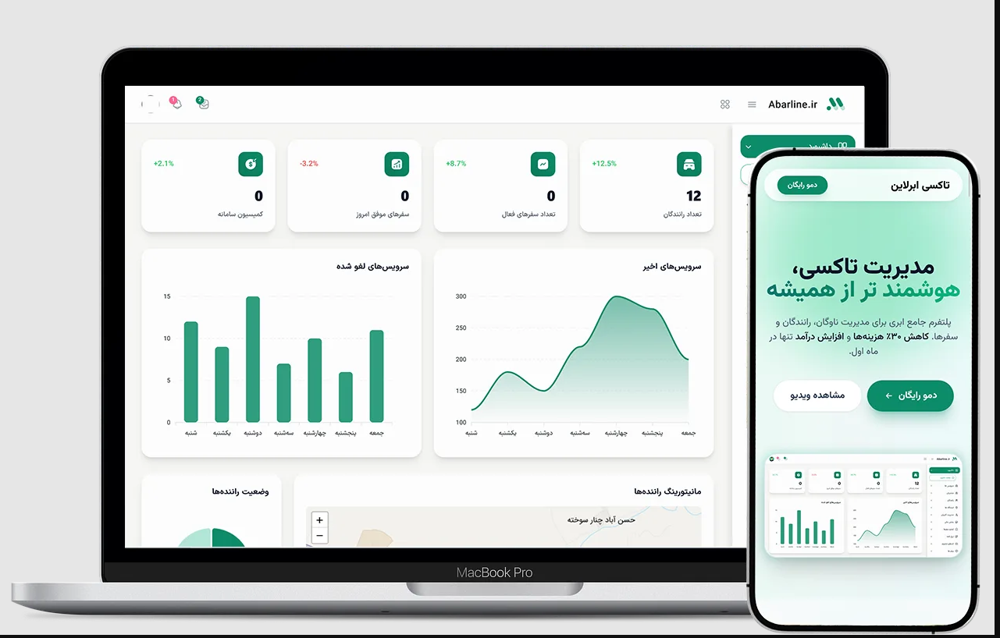 Abarline.ir
2
1
داشبورد
+12.5%
12
تعداد رانندگان
+8.7%
0
تعداد سفرهای فعال
-3.2%
0
سفرهای موفق امروز
+2.1%
0
کمیسیون سامانه
سرویس‌های اخیر
300
250
200
150
100
شنبه یکشنبه دوشنبه سه‌شنبه چهارشنبه پنجشنبه جمعه
سرویس‌های لغو شده
15
10
5
0
شنبه یکشنبه دوشنبه سه‌شنبه چهارشنبه پنجشنبه جمعه
مانیتورینگ راننده‌ها
+
−
حسن آباد چنار سوخته
وضعیت راننده‌ها
MacBook Pro
تاکسی ابرلاین
دمو رایگان
مدیریت تاکسی،
هوشمند تر از همیشه
پلتفرم جامع ابری برای مدیریت ناوگان، رانندگان و
سفرها. کاهش ۳۰٪ هزینه‌ها و افزایش درآمد تنها در
ماه اول.
دمو رایگان ←
مشاهده ویدیو
Abarline.ir
12
0
0
0